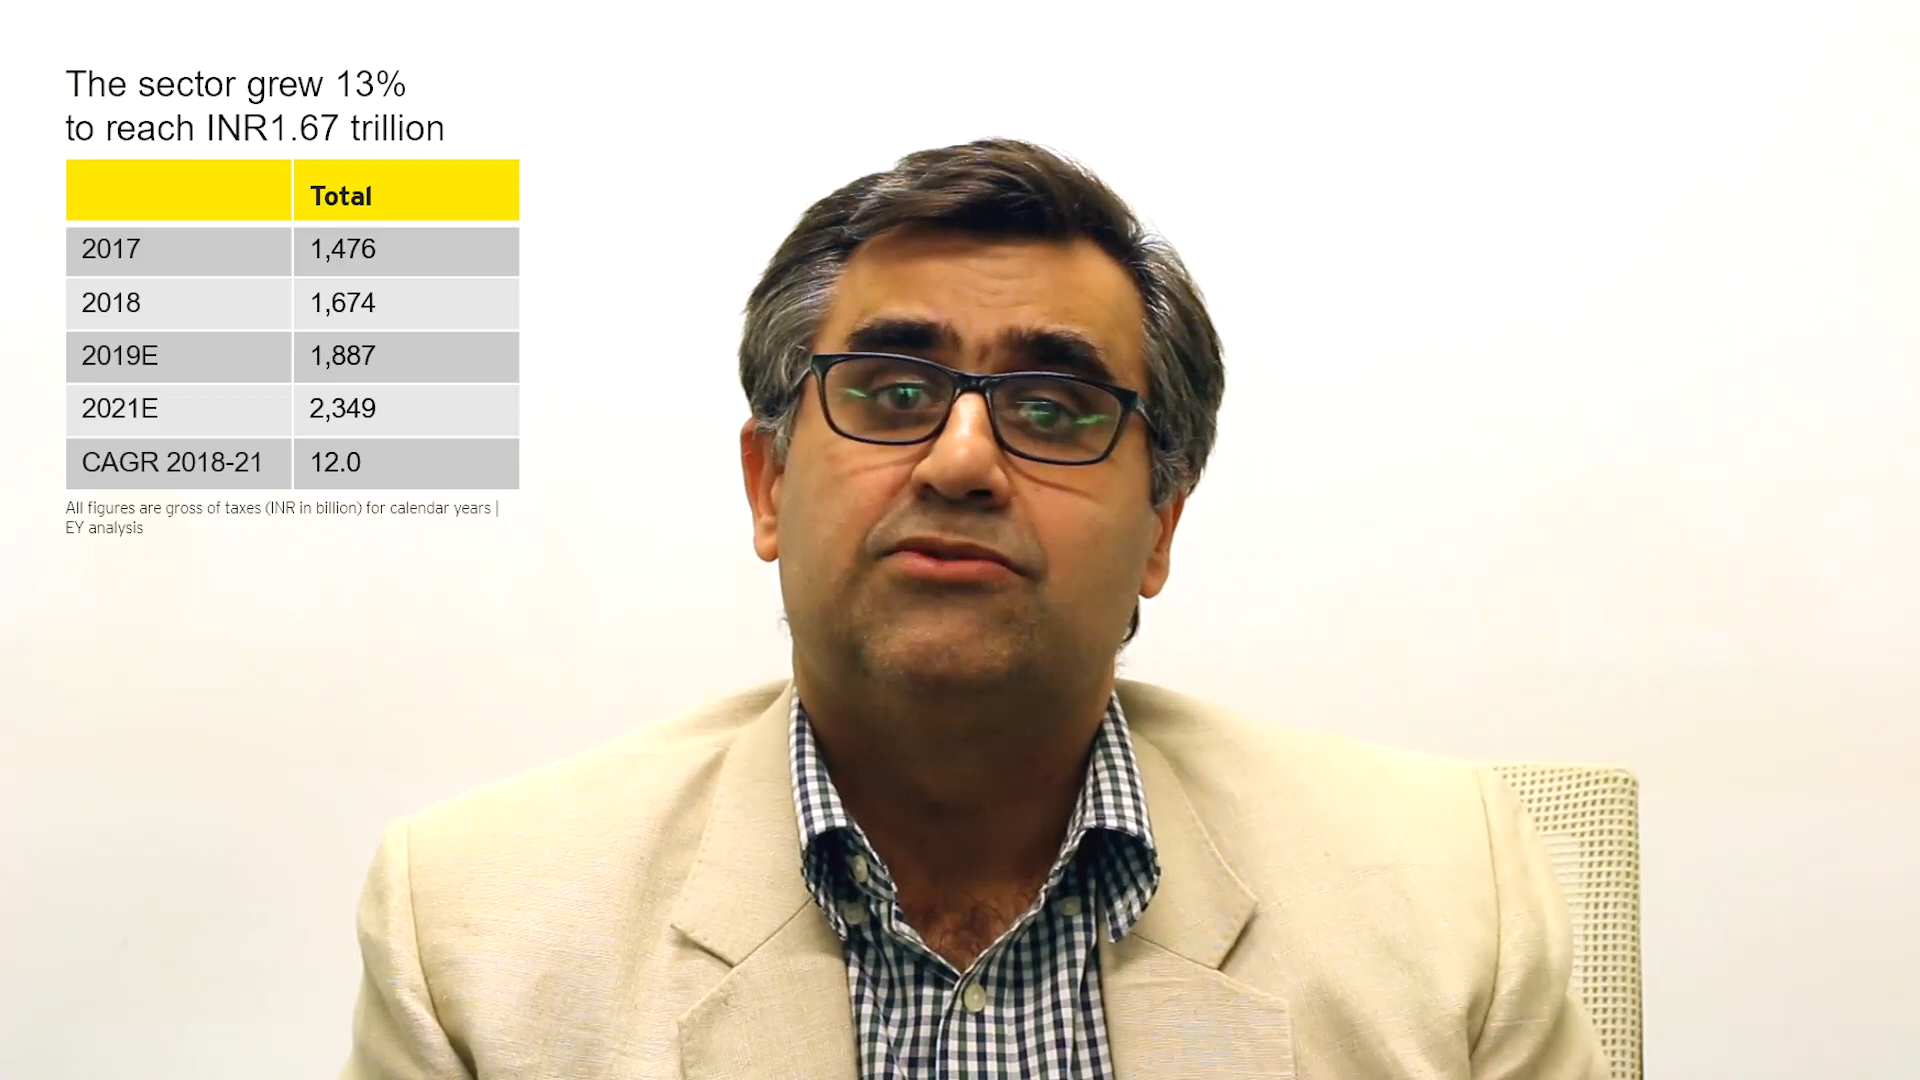 The sector grew 13%
to reach INR1.67 trillion
Total
2017 1,476
2018 1,674
2019E 1,887
2021E 2,349
CAGR 2018-21 12.0
All figures are gross of taxes (INR in billion) for calendar years |
EY analysis